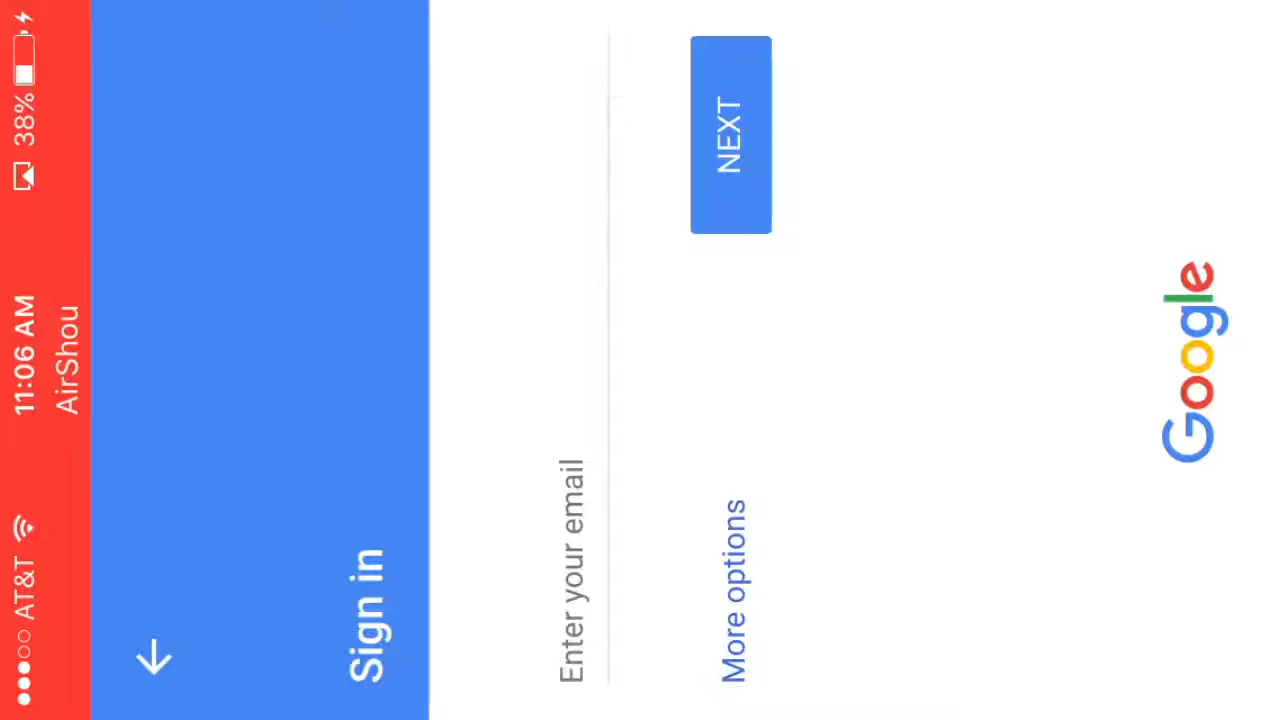 AT&T 11:06 AM 38%
AirShou
Sign in
Enter your email
NEXT
More options
Google